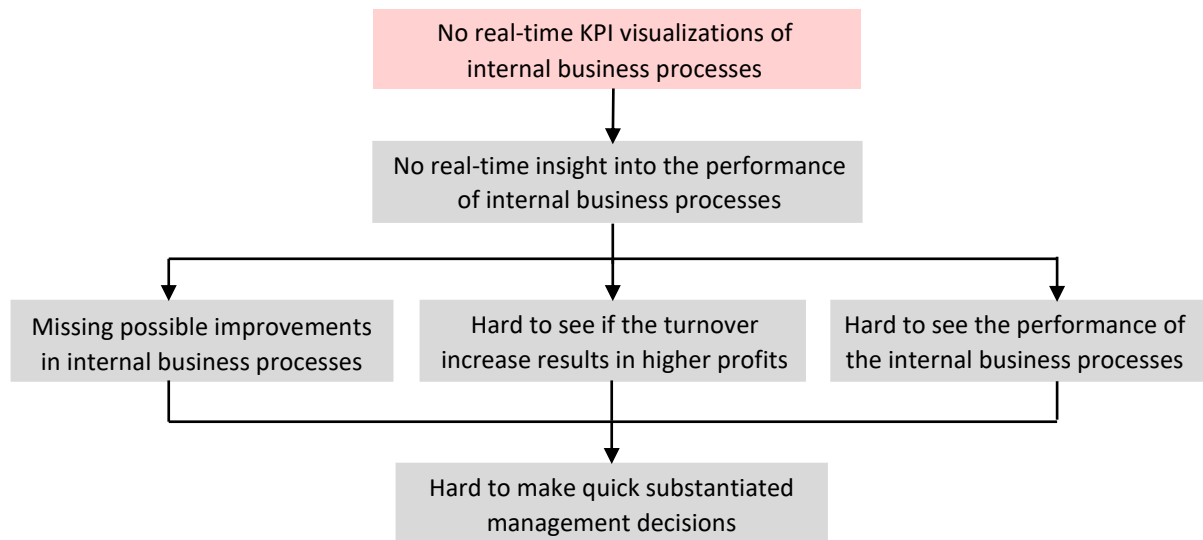 No real-time KPI visualizations of
internal business processes
No real-time insight into the performance
of internal business processes
Missing possible improvements
in internal business processes
Hard to see if the turnover
increase results in higher profits
Hard to see the performance of
the internal business processes
Hard to make quick substantiated
management decisions